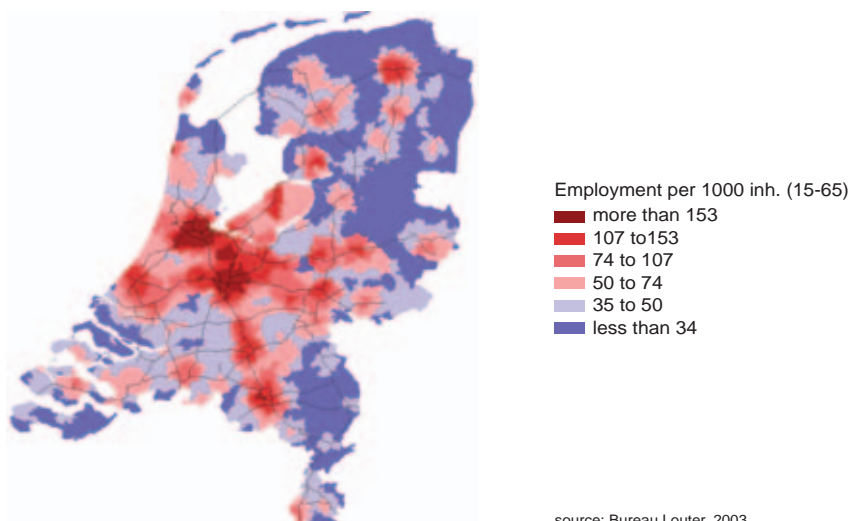 Employment per 1000 inh. (15-65)
more than 153
107 to153
74 to 107
50 to 74
35 to 50
less than 34
source: Bureau Louter, 2003